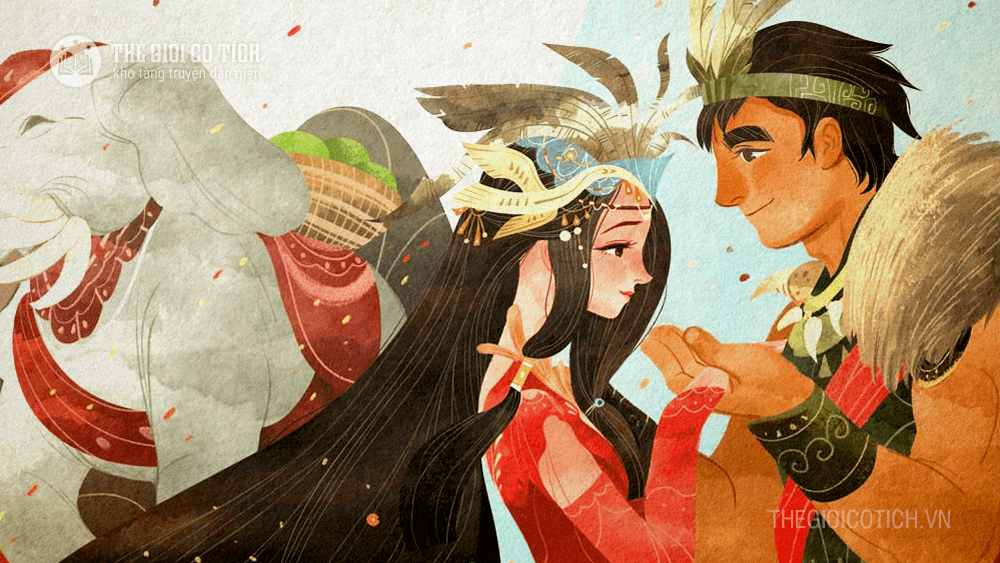 THẾ GIỚI CỔ TÍCH
kho tàng truyện dân gian
THEGIOICOTICH.VN